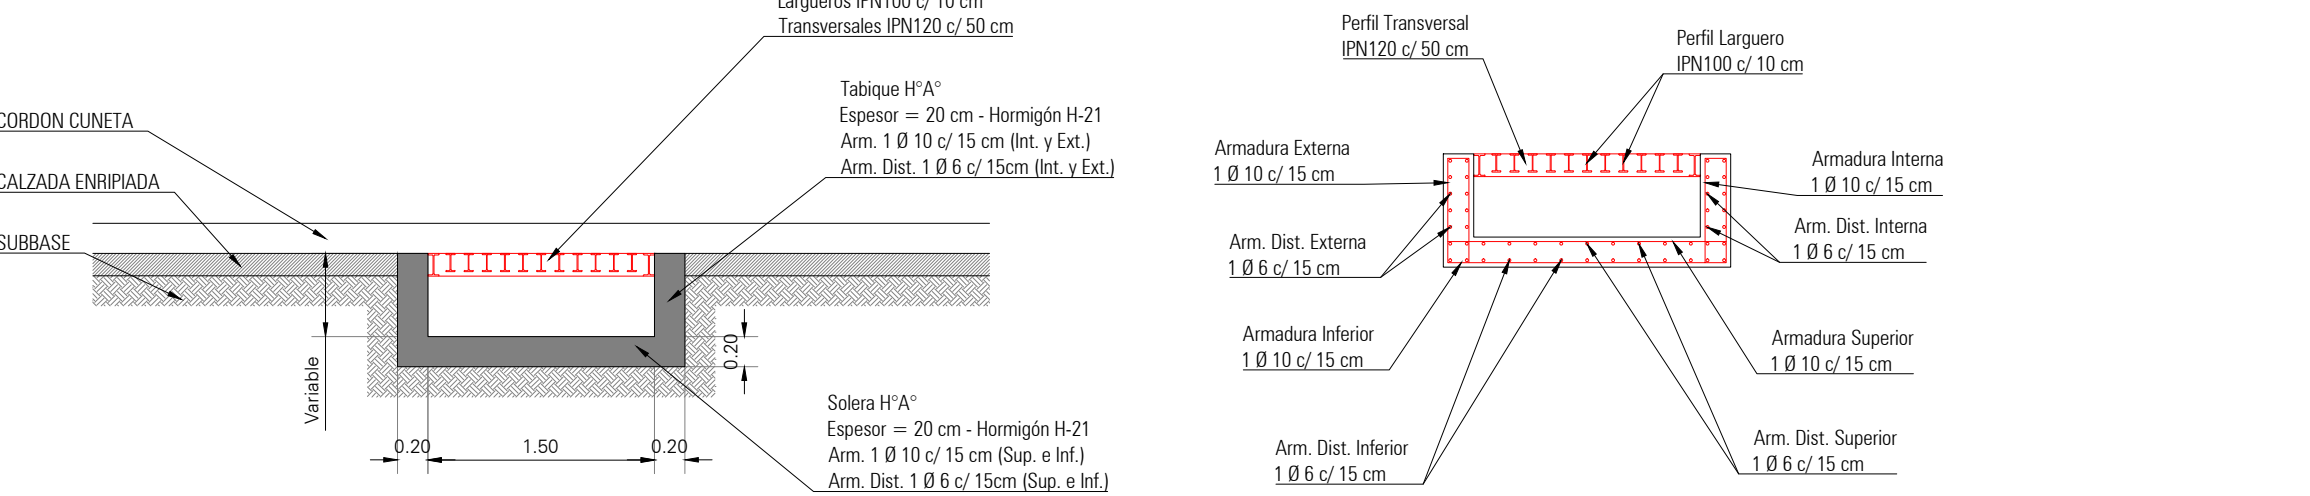 Largueros IPN100 c/ 10 cm
Transversales IPN120 c/ 50 cm
CORDON CUNETA
CALZADA ENRIPIADA
SUBBASE
Tabique H°A°
Espesor = 20 cm - Hormigón H-21
Arm. 1 Ø 10 c/ 15 cm (Int. y Ext.)
Arm. Dist. 1 Ø 6 c/ 15cm (Int. y Ext.)
Variable
0.20
0.20
1.50
0.20
Solera H°A°
Espesor = 20 cm - Hormigón H-21
Arm. 1 Ø 10 c/ 15 cm (Sup. e Inf.)
Arm. Dist. 1 Ø 6 c/ 15cm (Sup. e Inf.)
Perfil Transversal
IPN120 c/ 50 cm
Perfil Larguero
IPN100 c/ 10 cm
Armadura Externa
1 Ø 10 c/ 15 cm
Armadura Interna
1 Ø 10 c/ 15 cm
Arm. Dist. Externa
1 Ø 6 c/ 15 cm
Arm. Dist. Interna
1 Ø 6 c/ 15 cm
Armadura Inferior
1 Ø 10 c/ 15 cm
Armadura Superior
1 Ø 10 c/ 15 cm
Arm. Dist. Inferior
1 Ø 6 c/ 15 cm
Arm. Dist. Superior
1 Ø 6 c/ 15 cm